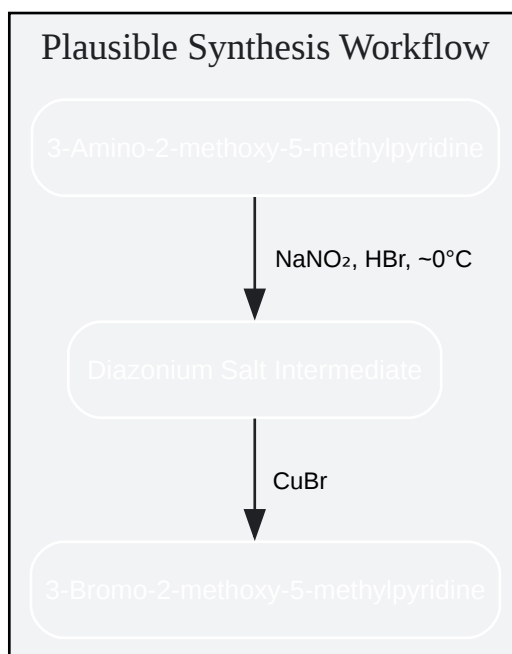 Plausible Synthesis Workflow
3-Amino-2-methoxy-5-methylpyridine
NaNO₂, HBr, ~0°C
Diazonium Salt Intermediate
CuBr
3-Bromo-2-methoxy-5-methylpyridine